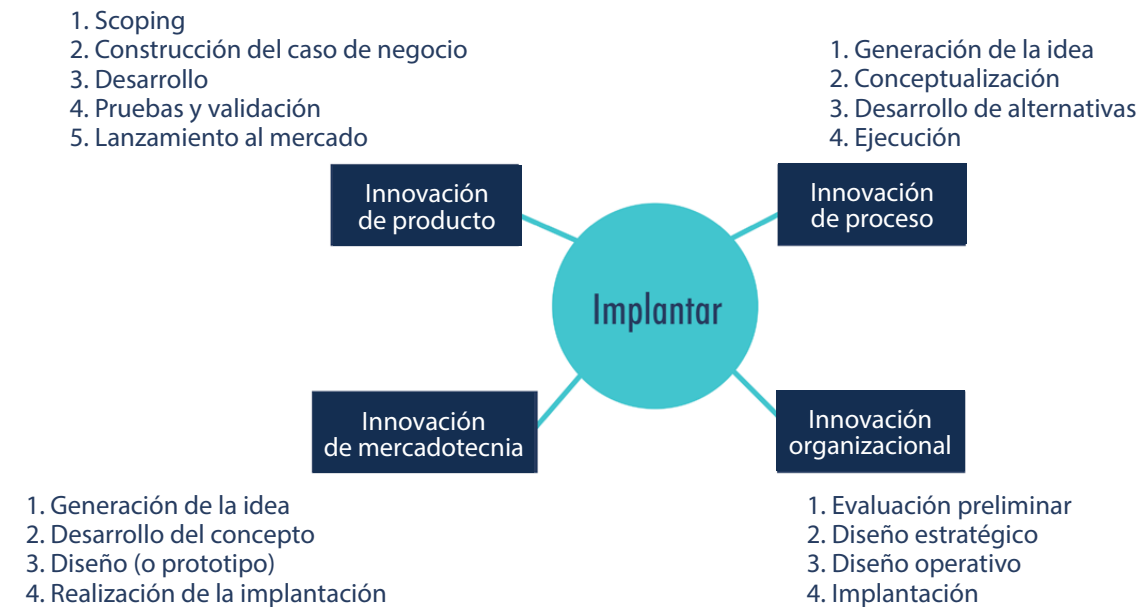 1. Scoping
2. Construcción del caso de negocio
3. Desarrollo
4. Pruebas y validación
5. Lanzamiento al mercado
1. Generación de la idea
2. Conceptualización
3. Desarrollo de alternativas
4. Ejecución
Innovación
de producto
Innovación
de proceso
Implantar
Innovación
de mercadotecnia
Innovación
organizacional
1. Generación de la idea
2. Desarrollo del concepto
3. Diseño (o prototipo)
4. Realización de la implantación
1. Evaluación preliminar
2. Diseño estratégico
3. Diseño operativo
4. Implantación